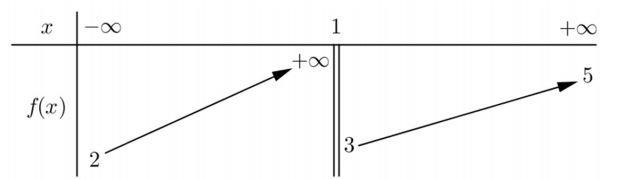 x −∞ 1 +∞
+∞ 5
f(x)
3
2